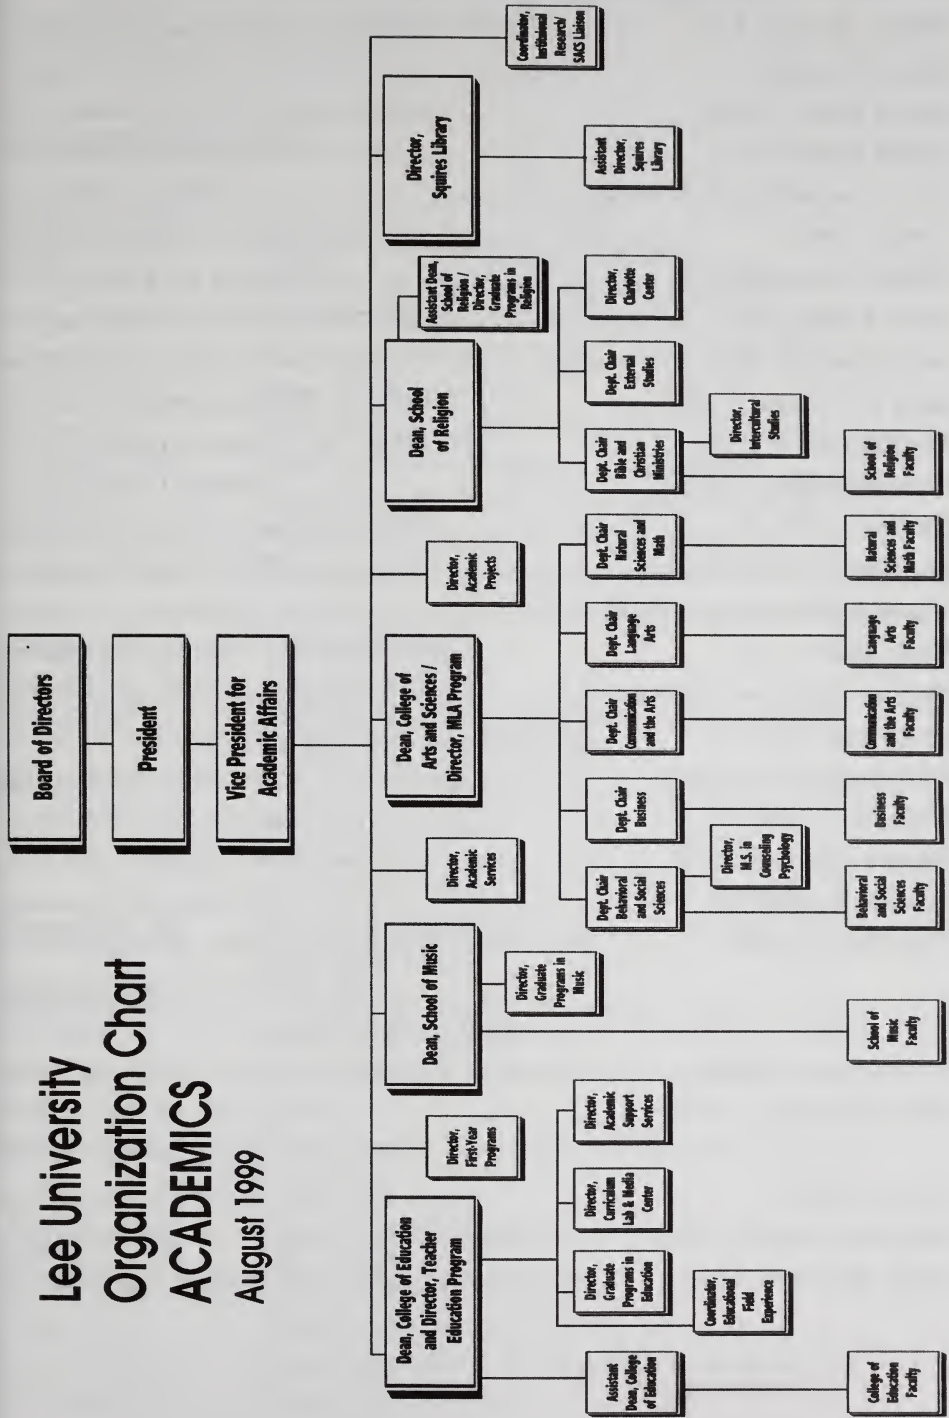 Lee University
Organization Chart
ACADEMICS
August 1999
Board of Directors
President
Vice President for
Academic Affairs
Dean, College of Education
and Director, Teacher
Education Program
Director,
First-Year
Programs
Dean, School of Music
Director,
Academic
Services
Dean, College of
Arts and Sciences /
Director, MLA Program
Director,
Academic
Projects
Dean, School
of Religion
Assistant Dean,
School of
Religion /
Director,
Graduate
Programs in
Religion
Director,
Squires Library
Coordinator,
Institutional
Research/
SACS Liaison
Assistant
Dean, College
of Education
Coordinator,
Educational
Field
Experience
Director,
Graduate
Programs in
Education
Director,
Curriculum
Lab & Media
Center
Director,
Academic
Support
Services
Director,
Graduate
Programs in
Music
Dept. Chair
Behavioral
and Social
Sciences
Director,
M.S. in
Counseling
Psychology
Dept. Chair
Business
Dept. Chair
Communication
and the Arts
Dept. Chair
Language
Arts
Dept. Chair
Natural
Sciences and
Math
Dept. Chair
Bible and
Christian
Ministries
Director,
Intercultural
Studies
Dept. Chair
External
Studies
Director,
Charlotte
Center
Assistant
Director,
Squires
Library
College of
Education
Faculty
School of
Music
Faculty
Behavioral
and Social
Sciences
Faculty
Business
Faculty
Communication
and the Arts
Faculty
Language
Arts
Faculty
Natural
Sciences and
Math Faculty
School of
Religion
Faculty